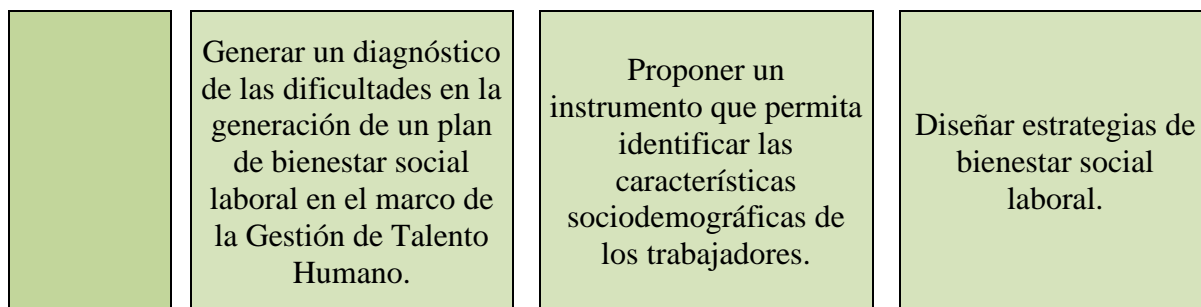 Generar un diagnóstico
de las dificultades en la
generación de un plan
de bienestar social
laboral en el marco de
la Gestión de Talento
Humano.
Proponer un
instrumento que permita
identificar las
características
sociodemográficas de
los trabajadores.
Diseñar estrategias de
bienestar social
laboral.